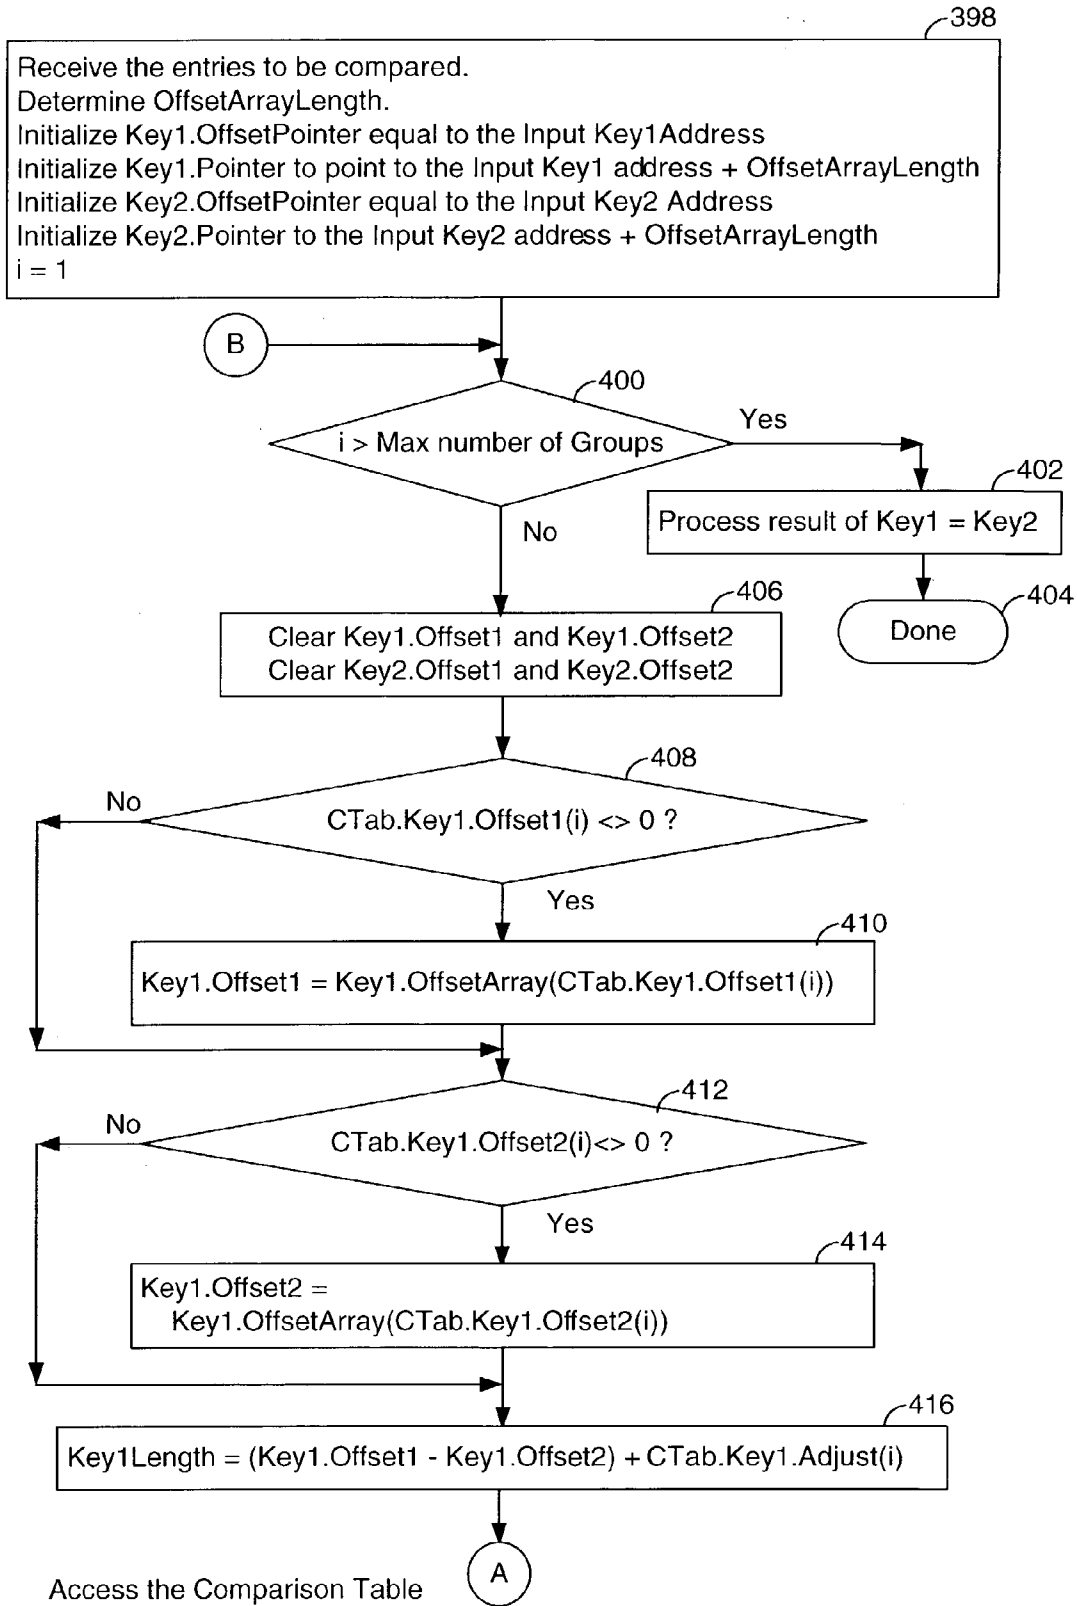 398
Receive the entries to be compared.
Determine OffsetArrayLength.
Initialize Key1.OffsetPointer equal to the Input Key1Address
Initialize Key1.Pointer to point to the Input Key1 address + OffsetArrayLength
Initialize Key2.OffsetPointer equal to the Input Key2 Address
Initialize Key2.Pointer to the Input Key2 address + OffsetArrayLength
i = 1
B
400
i > Max number of Groups
Yes
402
Process result of Key1 = Key2
No
404
Done
406
Clear Key1.Offset1 and Key1.Offset2
Clear Key2.Offset1 and Key2.Offset2
408
No
CTab.Key1.Offset1(i) <> 0 ?
Yes
410
Key1.Offset1 = Key1.OffsetArray(CTab.Key1.Offset1(i))
412
No
CTab.Key1.Offset2(i)<> 0 ?
Yes
414
Key1.Offset2 =
Key1.OffsetArray(CTab.Key1.Offset2(i))
416
Key1Length = (Key1.Offset1 - Key1.Offset2) + CTab.Key1.Adjust(i)
A
Access the Comparison Table